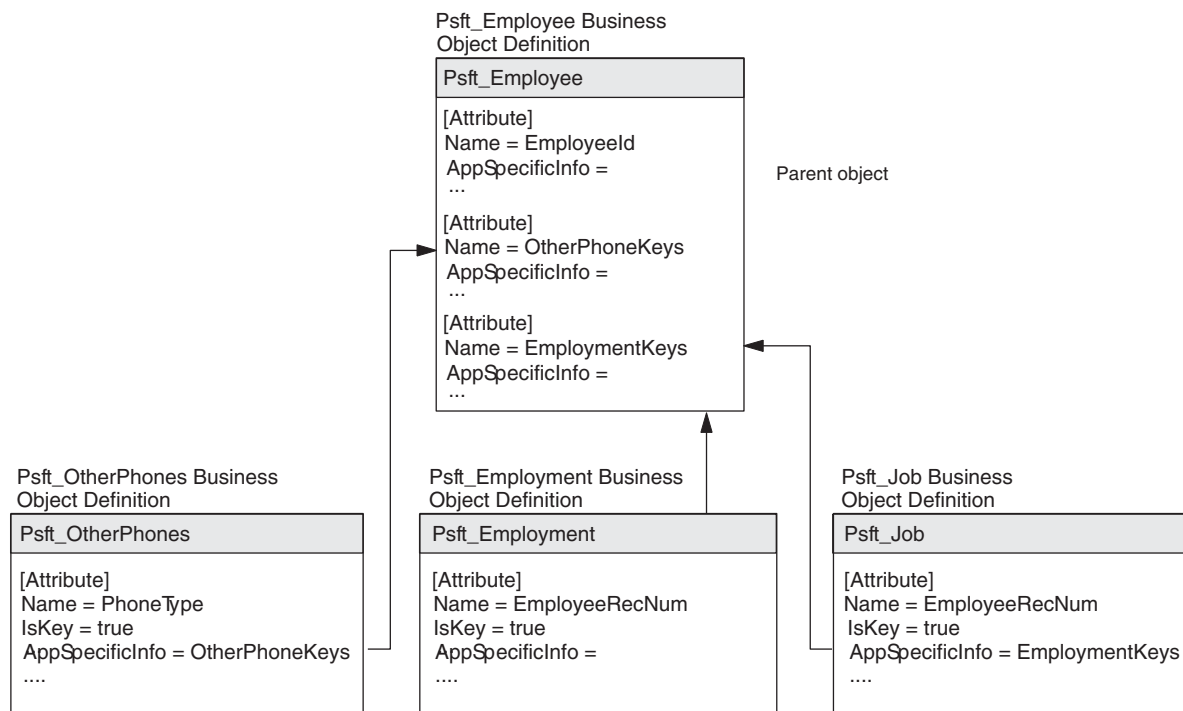 Psft_Employee Business
Object Definition
Psft_Employee
[Attribute]
Name = EmployeeId
AppSpecificInfo =
...
[Attribute]
Name = OtherPhoneKeys
AppSpecificInfo =
...
[Attribute]
Name = EmploymentKeys
AppSpecificInfo =
...
Parent object
Psft_OtherPhones Business
Object Definition
Psft_OtherPhones
[Attribute]
Name = PhoneType
IsKey = true
AppSpecificInfo = OtherPhoneKeys
....
Psft_Employment Business
Object Definition
Psft_Employment
[Attribute]
Name = EmployeeRecNum
IsKey = true
AppSpecificInfo =
....
Psft_Job Business
Object Definition
Psft_Job
[Attribute]
Name = EmployeeRecNum
IsKey = true
AppSpecificInfo = EmploymentKeys
....